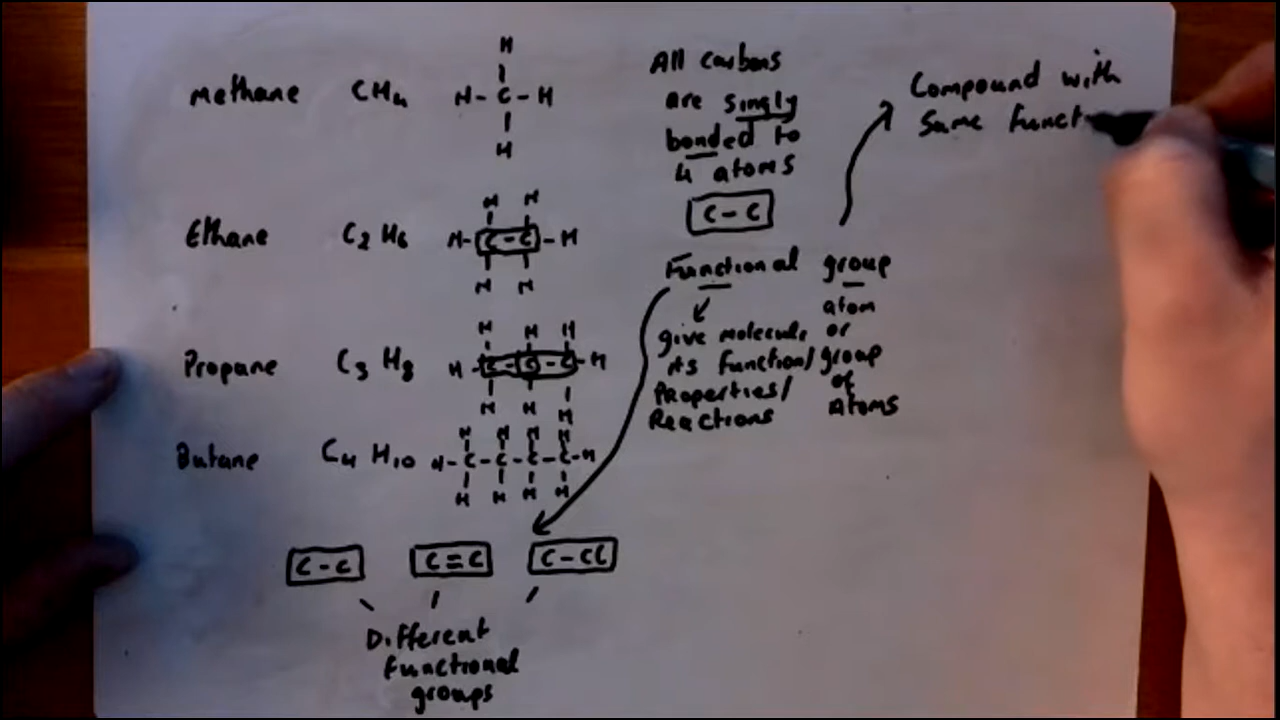 Methane CH4
H
H-C-H
H
Ethane C2 H6
H H
H-C-C-H
H H
Propane C3 H8
H H H
H-C-C-C-H
H H H
Butane C4 H10
H H H H
H-C-C-C-C-H
H H H H
All carbons
are singly
bonded to
4 atoms
C-C
Functional group
give molecule
its function/
Properties/
Reactions
atom
or
group
of
atoms
Compound with
Same funct
C-C C=C C-Cl
Different
functional
groups